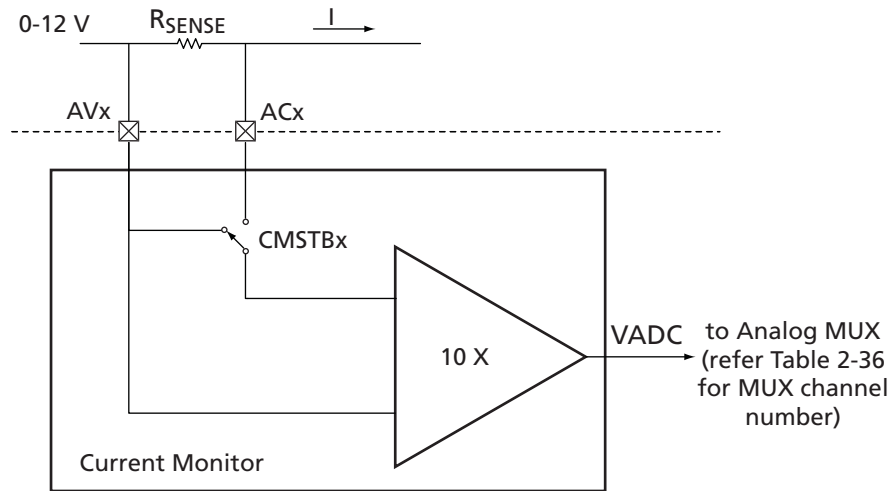 0-12 V
RSENSE
I
AVx
ACx
CMSTBx
10 X
VADC
to Analog MUX
(refer Table 2-36
for MUX channel
number)
Current Monitor